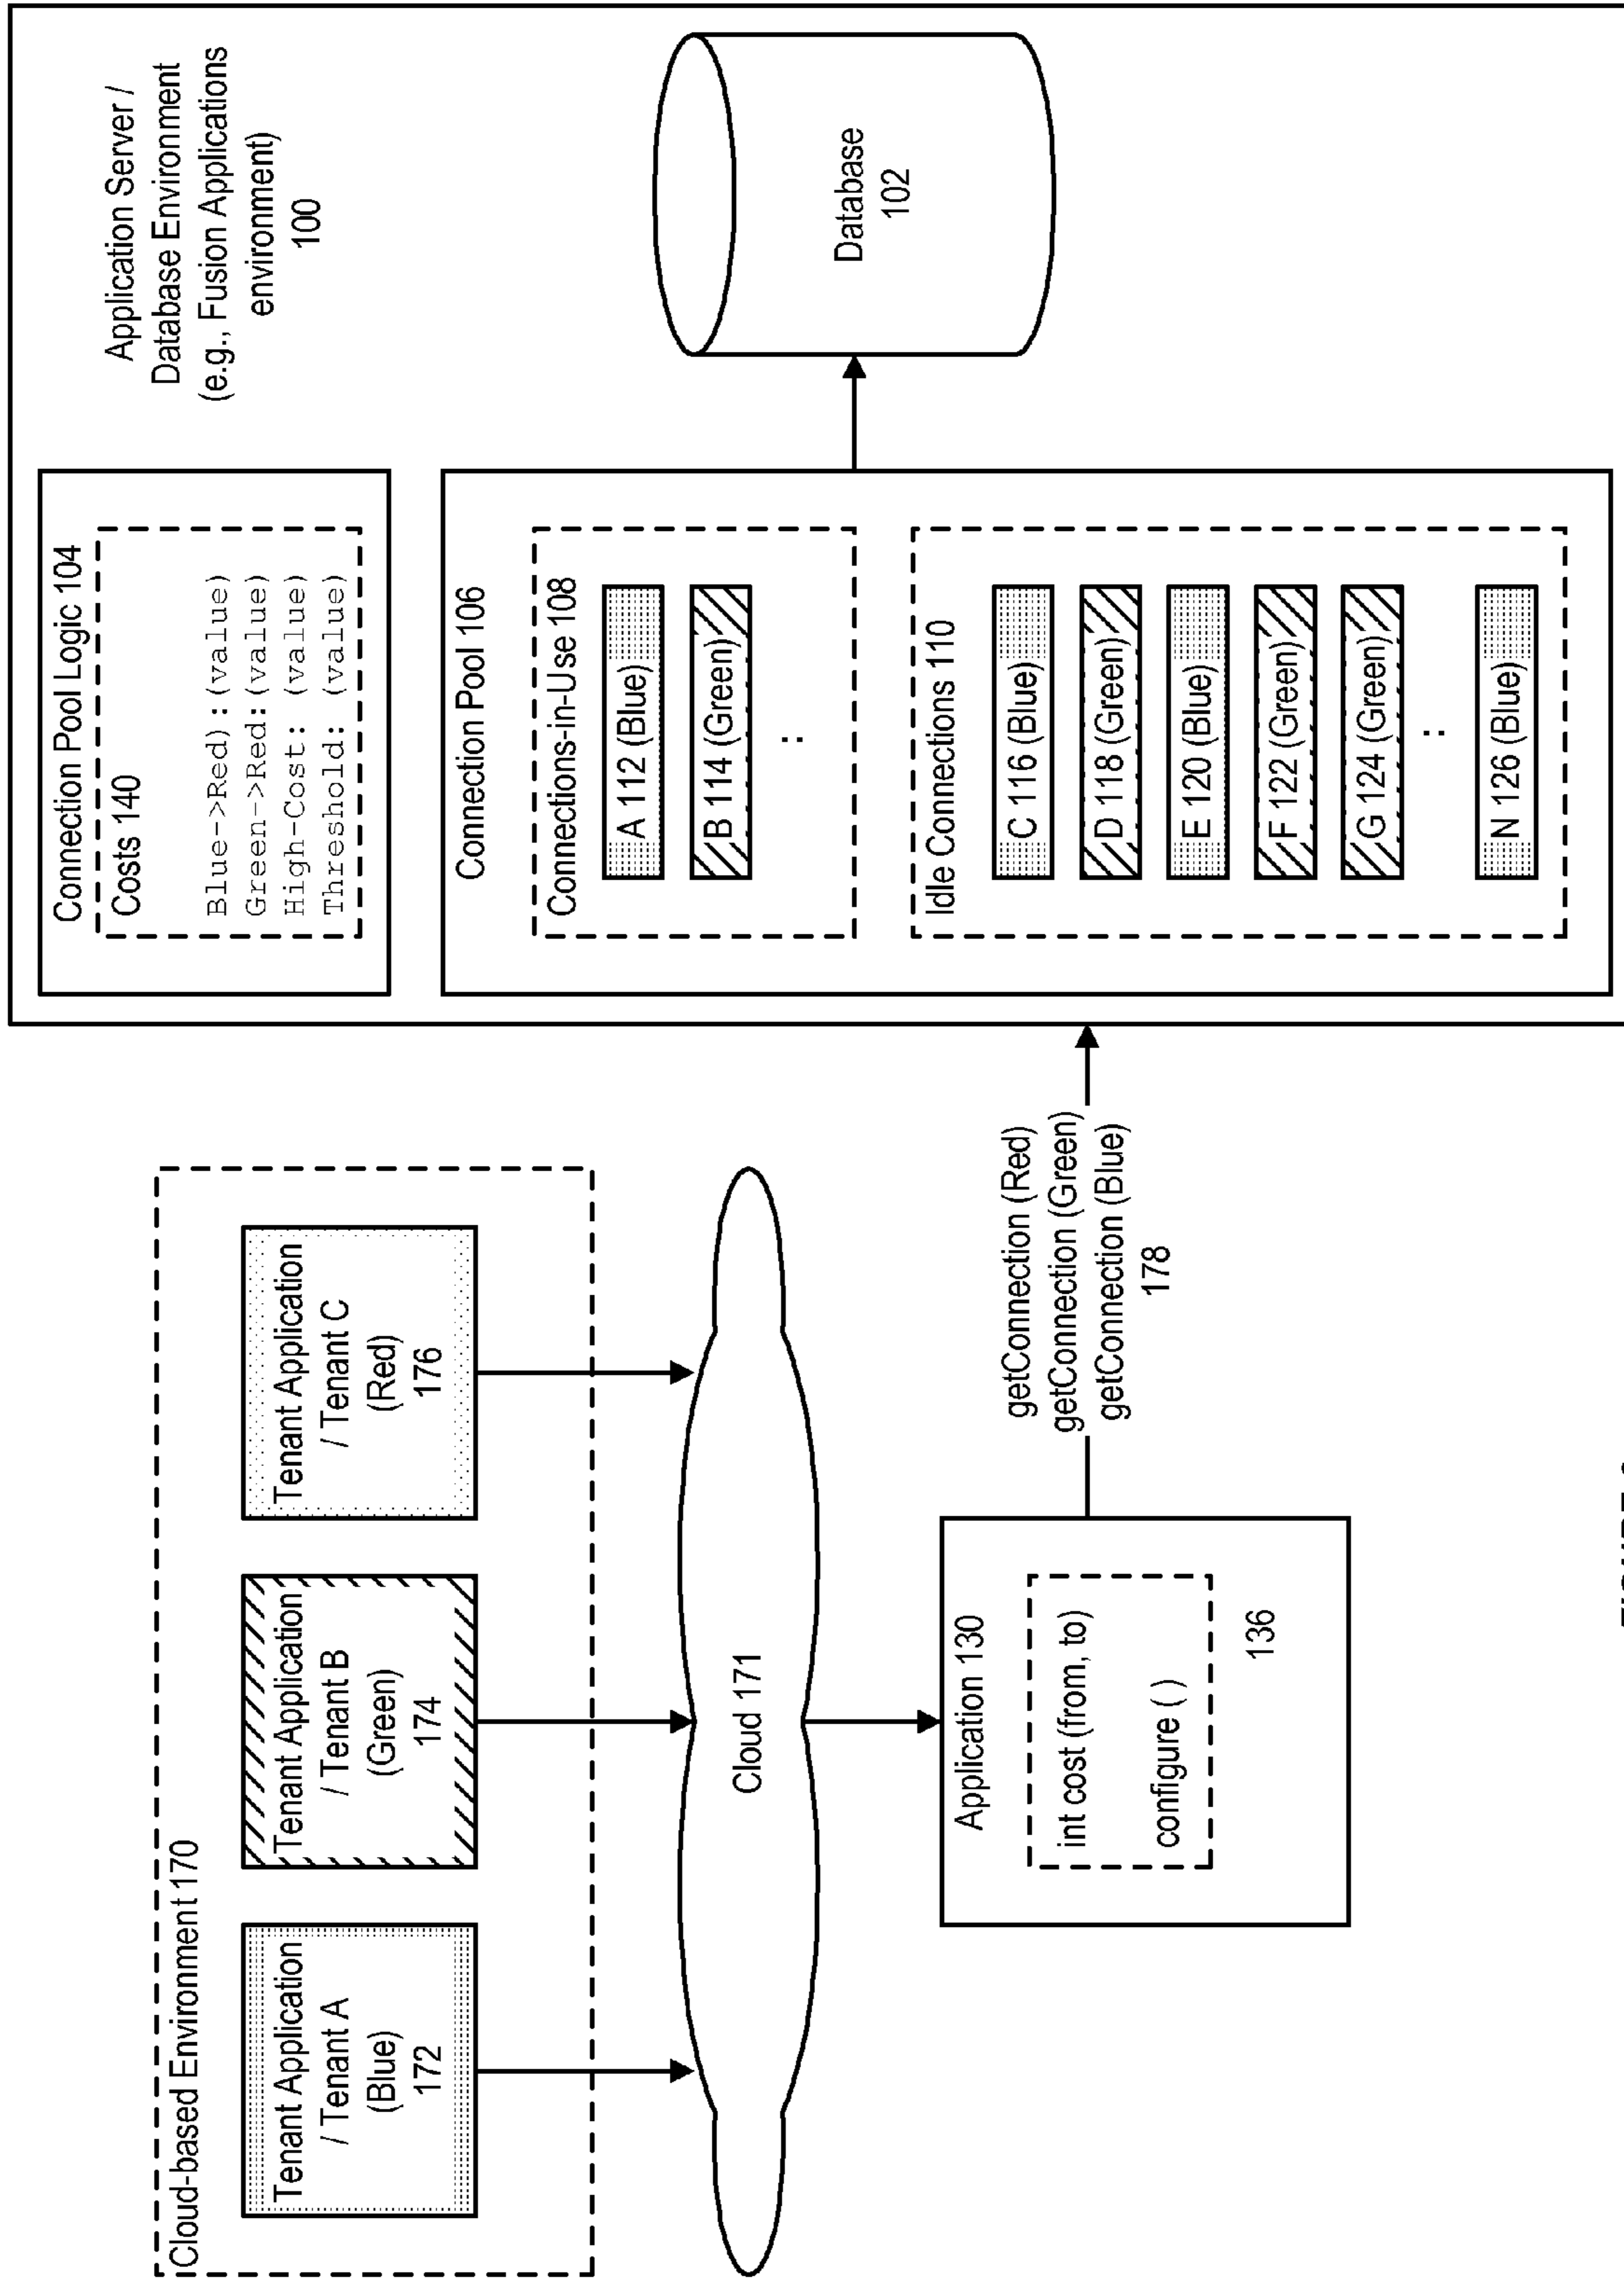 Cloud-based Environment 170
Tenant Application
/ Tenant A
(Blue)
172
Tenant Application
/ Tenant B
(Green)
174
Tenant Application
/ Tenant C
(Red)
176
Cloud 171
Application 130
int cost (from, to)
configure ( )
136
getConnection (Red)
getConnection (Green)
getConnection (Blue)
178
Connection Pool Logic 104
Costs 140
Blue->Red):(value)
Green->Red:(value)
High-Cost: (value)
Threshold: (value)
Application Server /
Database Environment
(e.g., Fusion Applications
environment)
100
Connection Pool 106
Connections-in-Use 108
A 112 (Blue)
B 114 (Green)
:
Idle Connections 110
C 116 (Blue)
D 118 (Green)
E 120 (Blue)
F 122 (Green)
G 124 (Green)
:
N 126 (Blue)
Database
102